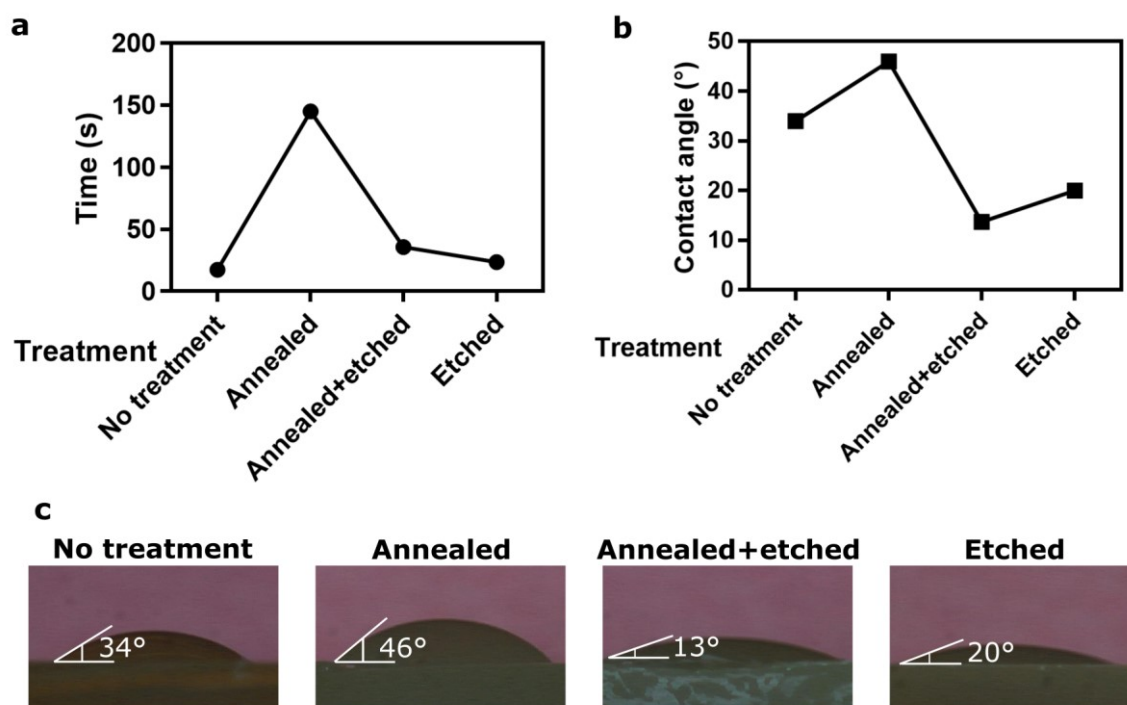 a
200
150
100
50
0
Time (s)
Treatment
No treatment
Annealed
Annealed+etched
Etched
b
50
40
30
20
10
0
Contact angle (°)
Treatment
No treatment
Annealed
Annealed+etched
Etched
c
No treatment
Annealed
Annealed+etched
Etched
34°
46°
13°
20°